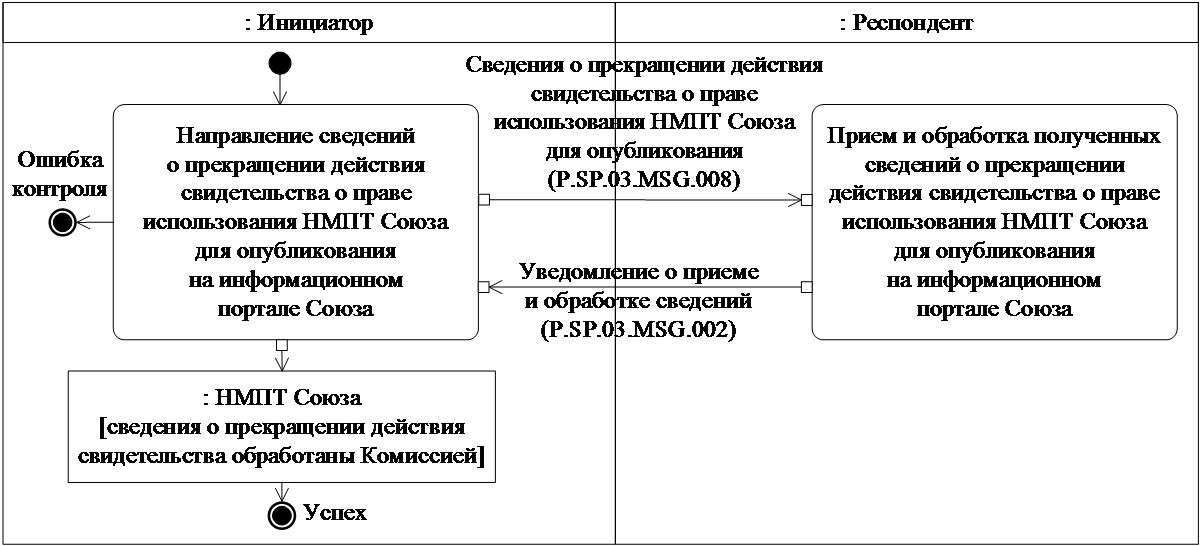 : Инициатор
: Респондент
Сведения о прекращении действия
свидетельства о праве
использования НМПТ Союза
для опубликования
(P.SP.03.MSG.008)
Направление сведений
о прекращении действия
свидетельства о праве
использования НМПТ Союза
для опубликования
на информационном
портале Союза
Ошибка
контроля
Прием и обработка полученных
сведений о прекращении
действия свидетельства о праве
использования НМПТ Союза
для опубликования
на информационном
портале Союза
Уведомление о приеме
и обработке сведений
(P.SP.03.MSG.002)
: НМПТ Союза
[сведения о прекращении действия
свидетельства обработаны Комиссией]
Успех